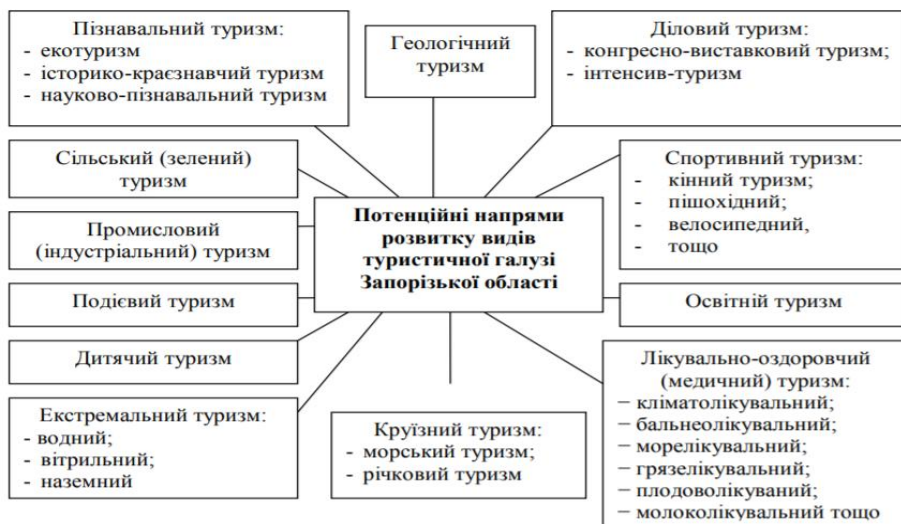 Пізнавальний туризм:
- екотуризм
- історико-краєзнавчий туризм
- науково-пізнавальний туризм
Геологічний
туризм
Діловий туризм:
- конгресно-виставковий туризм;
- інтенсив-туризм
Сільський (зелений)
туризм
Промисловий
(індустріальний) туризм
Подієвий туризм
Дитячий туризм
Екстремальний туризм:
- водний;
- вітрильний;
- наземний
Потенційні напрями
розвитку видів
туристичної галузі
Запорізької області
Круїзний туризм:
- морський туризм;
- річковий туризм
Спортивний туризм:
- кінний туризм;
- пішохідний;
- велосипедний,
- тощо
Освітній туризм
Лікувально-оздоровчий
(медичний) туризм:
− кліматолікувальний;
− бальнеолікувальний;
− морелікувальний;
− грязелікувальний;
− плодоволікуваний;
− молоколікувальний тощо